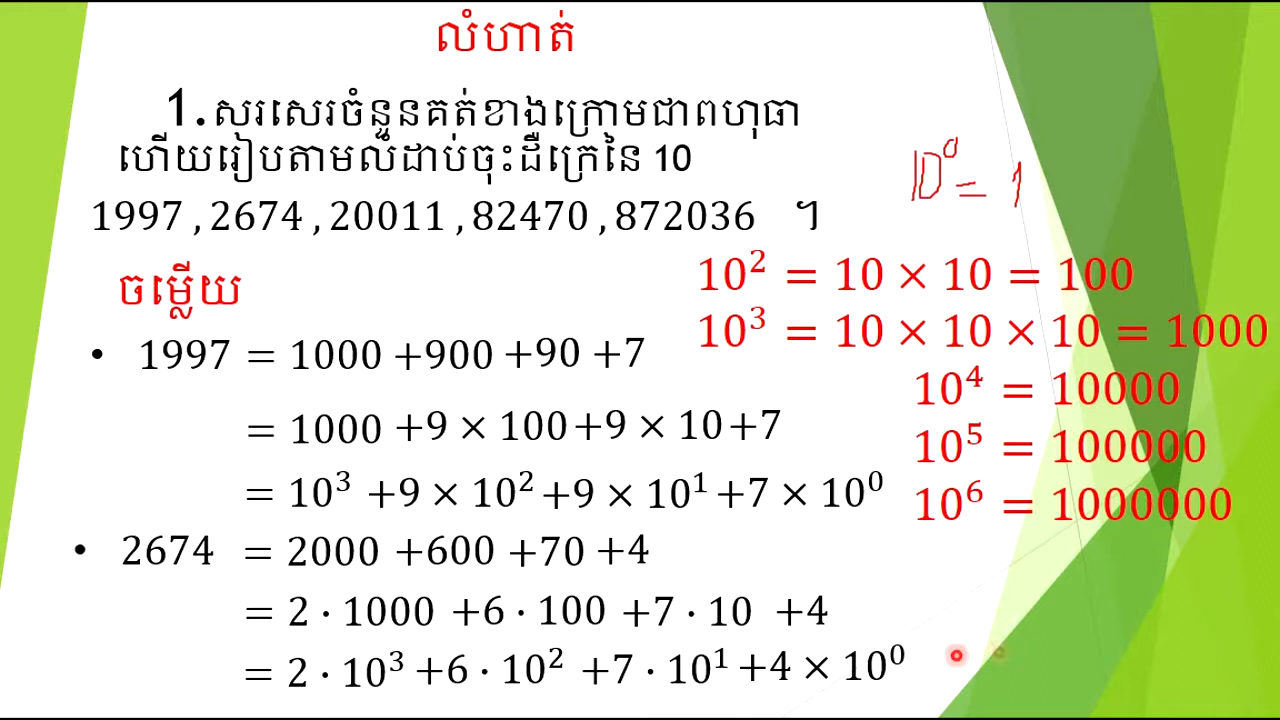 លំហាត់
1. សរសេរចំនួនគត់ខាងក្រោមជាពហុធា
ហើយរៀបតាមលំដាប់ចុះដឺក្រេនៃ 10
1997 , 2674 , 20011 , 82470 , 872036 ។
10⁰ = 1
ចម្លើយ
10² = 10 × 10 = 100
10³ = 10 × 10 × 10 = 1000
10⁴ = 10000
10⁵ = 100000
10⁶ = 1000000
• 1997 = 1000 +900 +90 +7
= 1000 +9 × 100 +9 × 10 +7
= 10³ +9 × 10² +9 × 10¹ +7 × 10⁰
• 2674 = 2000 +600 +70 +4
= 2 · 1000 +6 · 100 +7 · 10 +4
= 2 · 10³ +6 · 10² +7 · 10¹ +4 × 10⁰